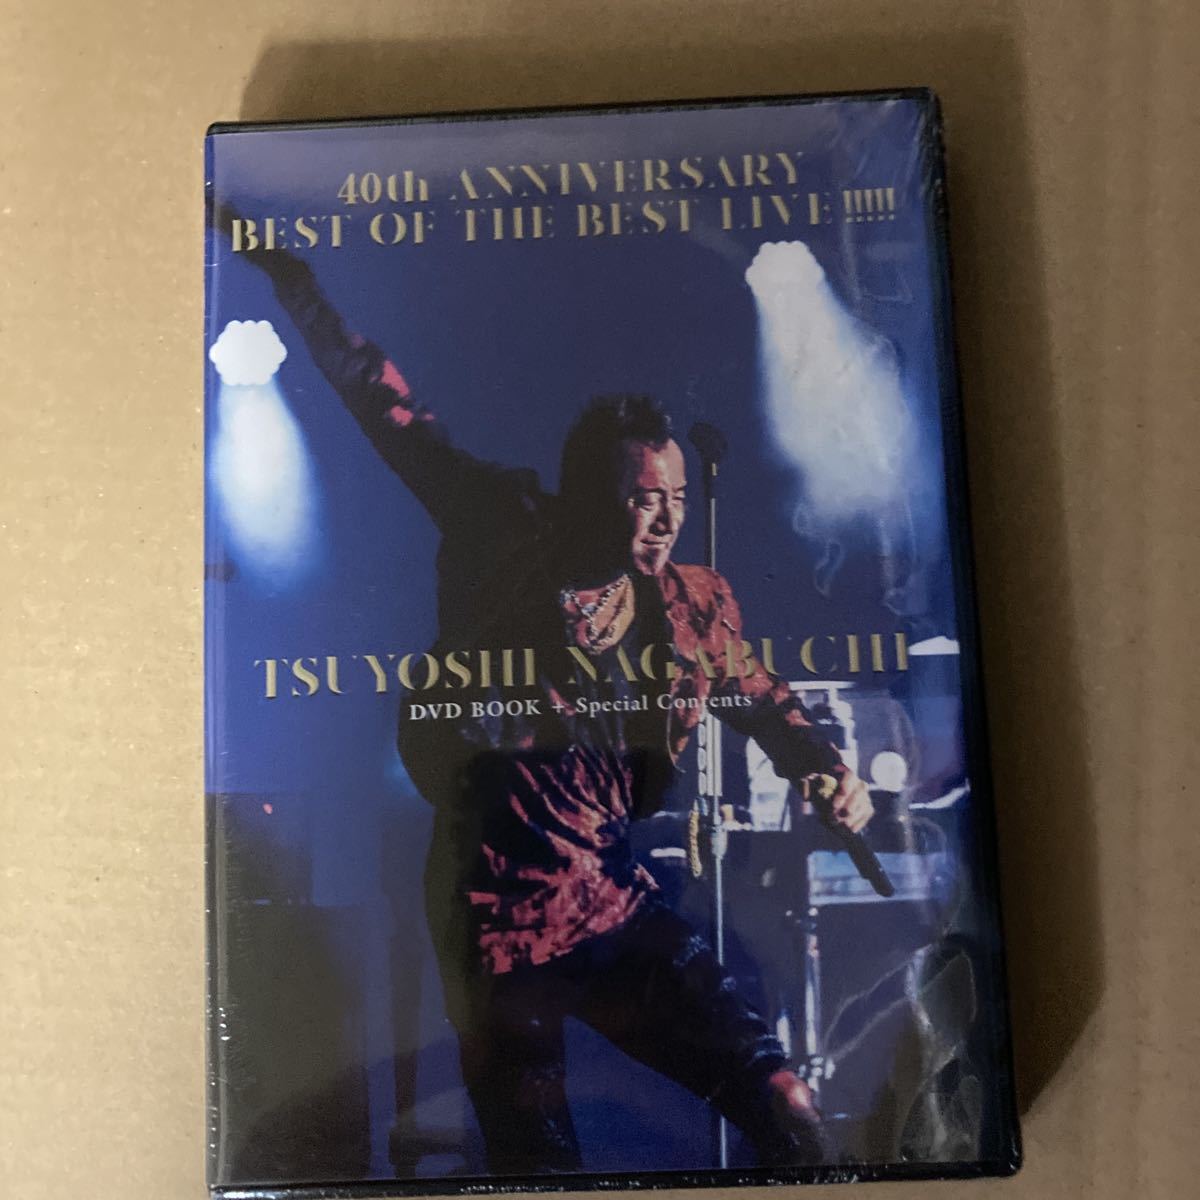 40th ANNIVERSARY
BEST OF THE BEST LIVE!!!!!
TSUYOSHI NAGABUCHI
DVD BOOK + Special Contents